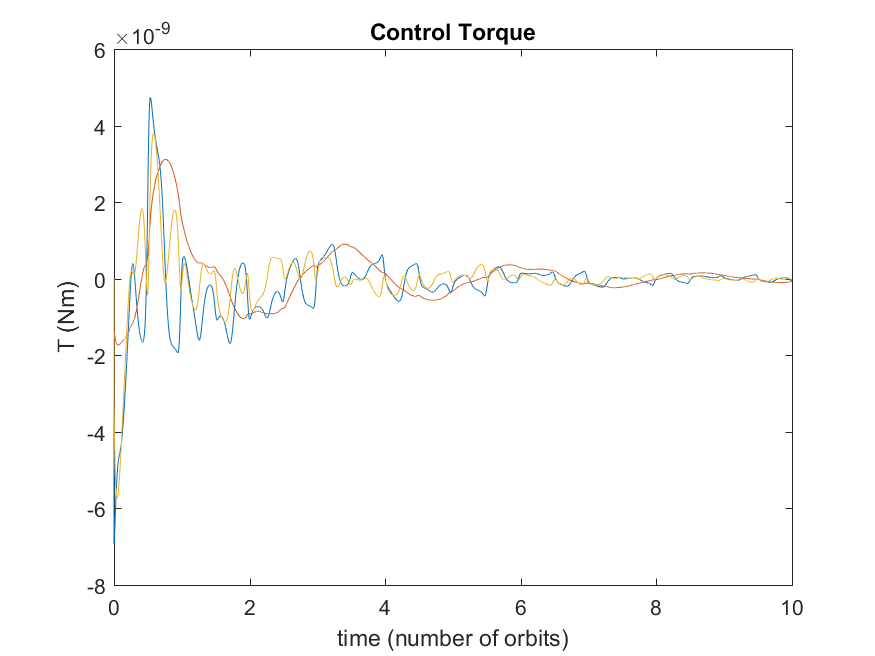 Control Torque
×10-9
6
4
2
0
-2
-4
-6
-8
T (Nm)
0 2 4 6 8 10
time (number of orbits)